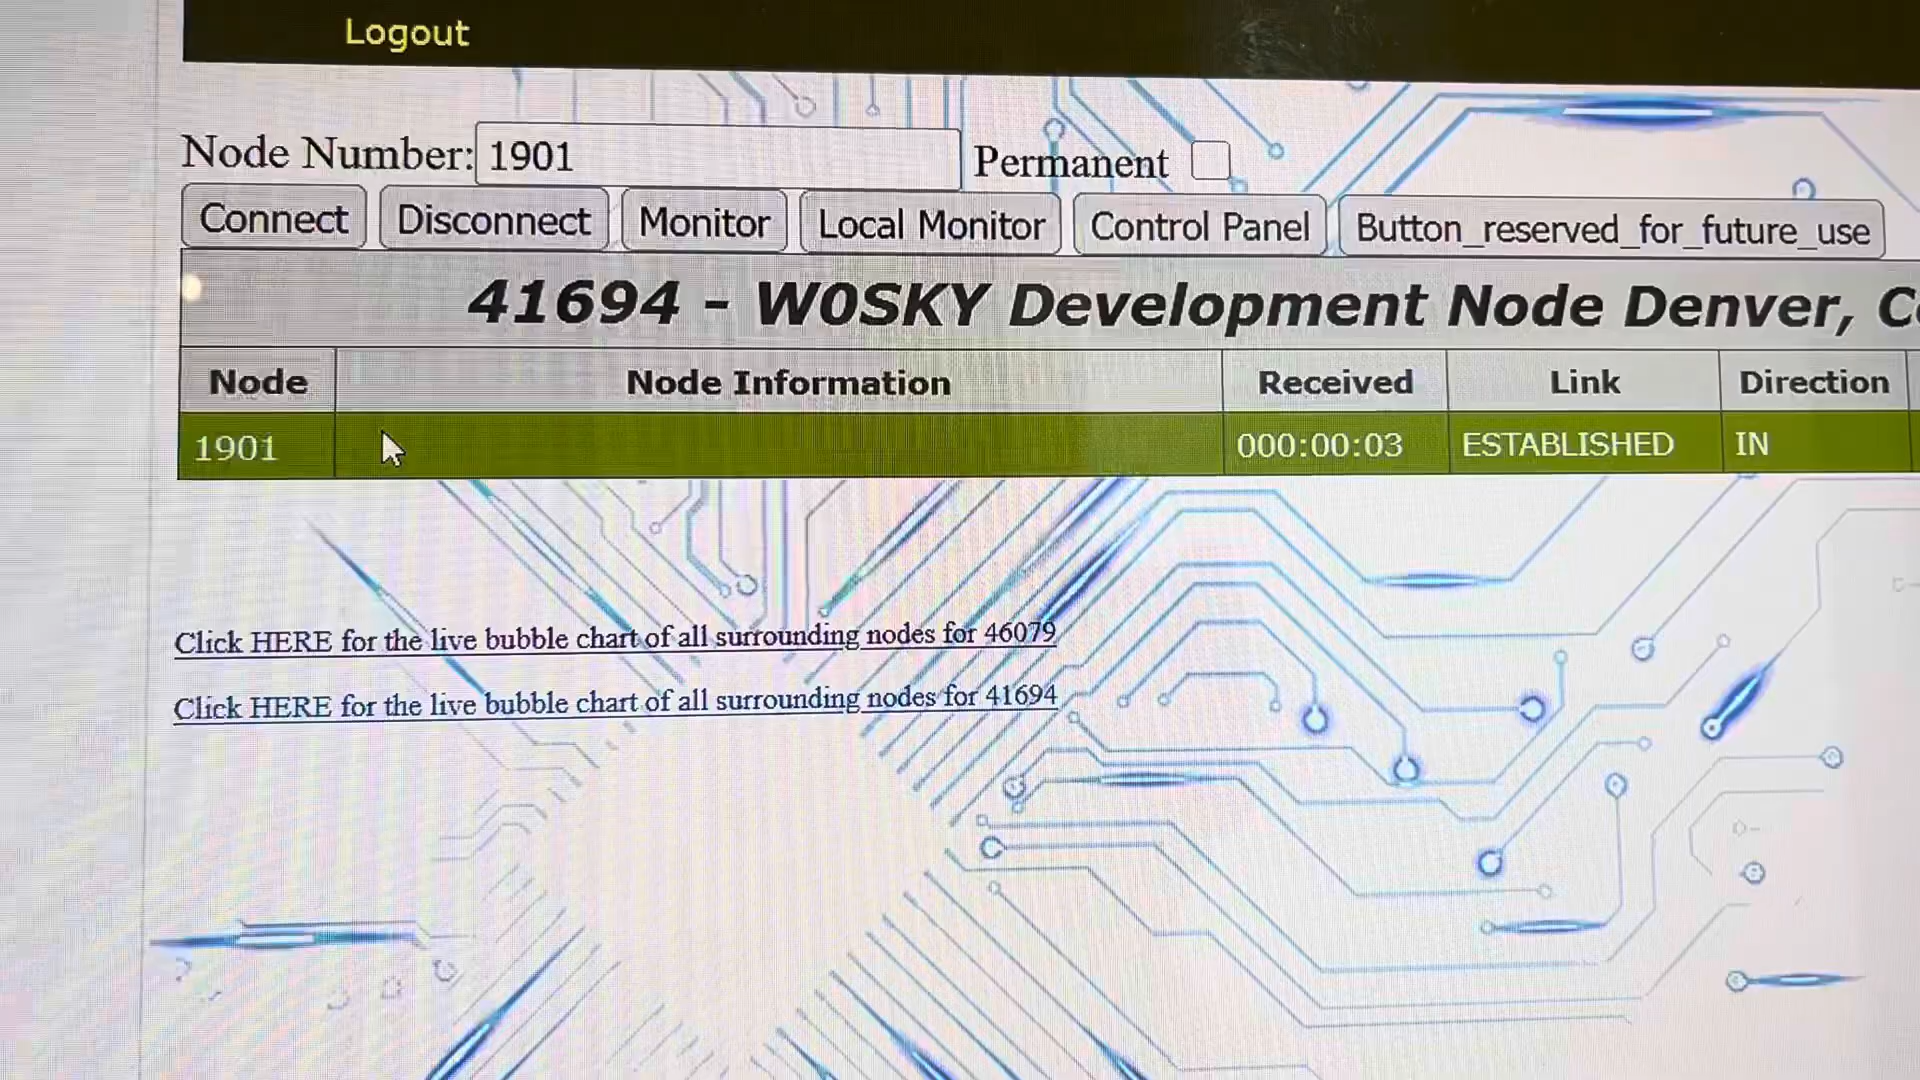 Logout
Node Number: 1901 Permanent
Connect Disconnect Monitor Local Monitor Control Panel Button_reserved_for_future_use
41694 - W0SKY Development Node Denver,
Node Node Information Received Link Direction
1901 000:00:03 ESTABLISHED IN
Click HERE for the live bubble chart of all surrounding nodes for 46079
Click HERE for the live bubble chart of all surrounding nodes for 41694